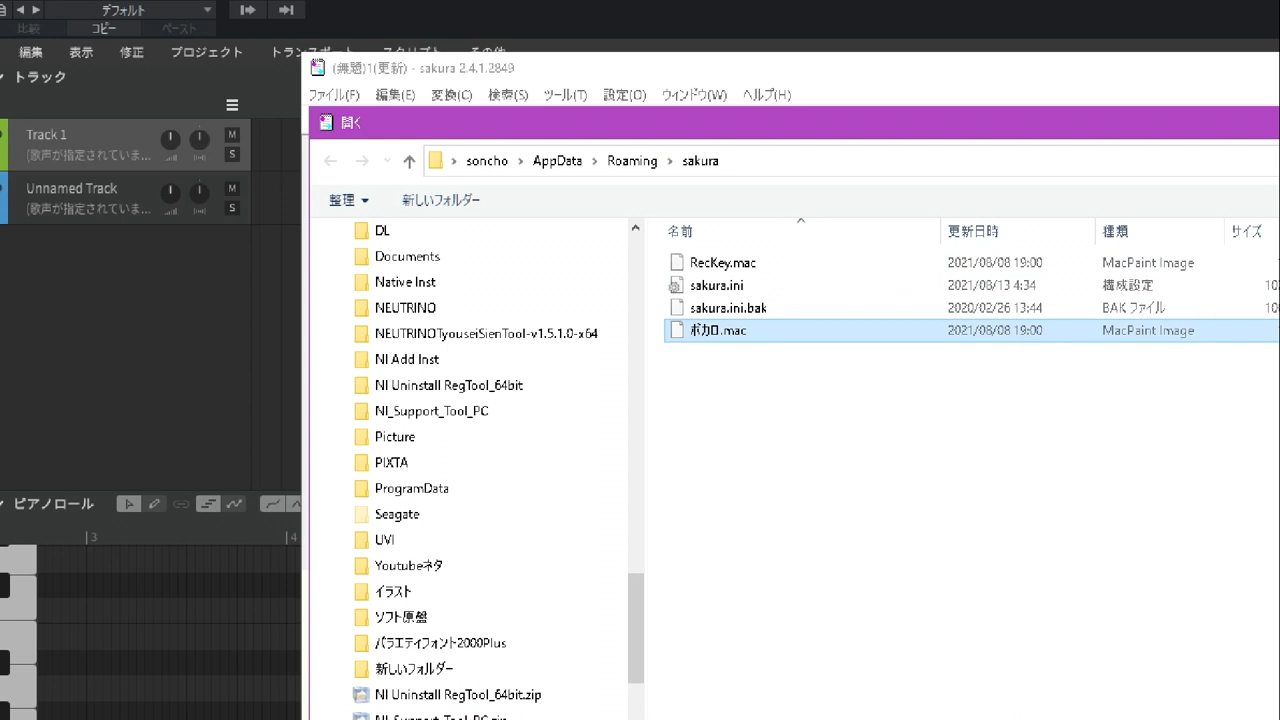 デフォルト
比較 コピー ペースト
編集 表示 修正 プロジェクト トランスポート スクリプト その他
トラック
Track 1 M
(歌声が指定されていま... S
Unnamed Track M
(歌声が指定されていま... S
ピアノロール
3 4
(無題)1(更新) - sakura 2.4.1.2849
ファイル(F) 編集(E) 変換(C) 検索(S) ツール(T) 設定(O) ウィンドウ(W) ヘルプ(H)
開く
soncho › AppData › Roaming › sakura
整理 新しいフォルダー
DL
Documents
Native Inst
NEUTRINO
NEUTRINOTyouseiSienTool-v1.5.1.0-x64
NI Add Inst
NI Uninstall RegTool_64bit
NI_Support_Tool_PC
Picture
PIXTA
ProgramData
Seagate
UVI
Youtubeネタ
イラスト
ソフト原盤
バラエティフォント2000Plus
新しいフォルダー
NI Uninstall RegTool_64bit.zip
NI_Support_Tool_PC.zip
名前 更新日時 種類 サイズ
RecKey.mac 2021/08/08 19:00 MacPaint Image
sakura.ini 2021/08/13 4:34 構成設定 10
sakura.ini.bak 2020/02/26 13:44 BAK ファイル 10
ボカロ.mac 2021/08/08 19:00 MacPaint Image